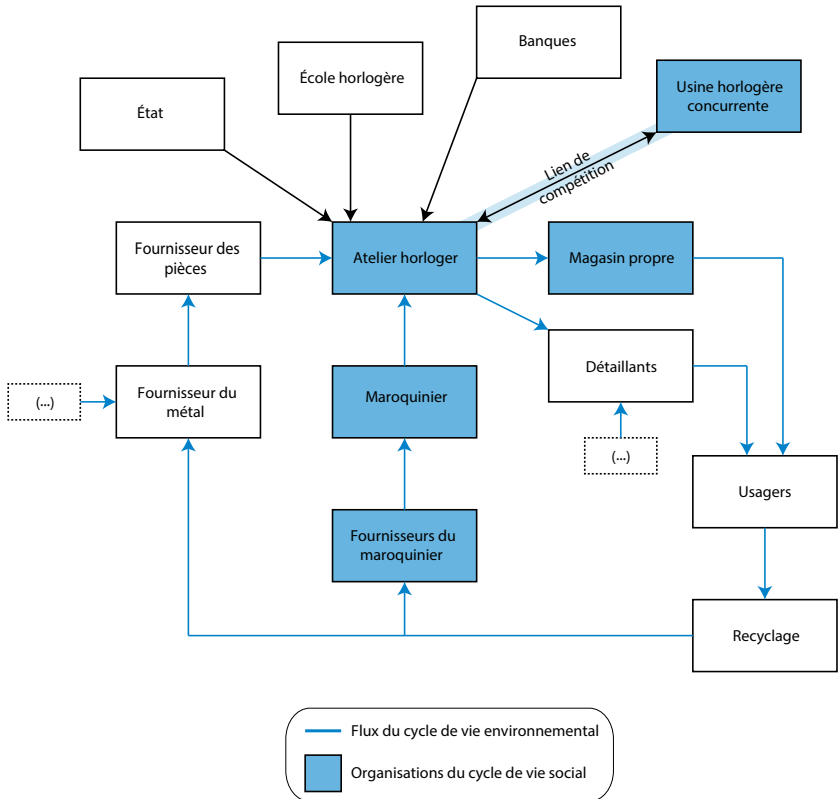 Banques
École horlogère
État
Usine horlogère
concurrente
Lien de
compétition
Fournisseur des
pièces
Atelier horloger
Magasin propre
(...)
Fournisseur du
métal
Maroquinier
Détaillants
(...)
Usagers
Fournisseurs du
maroquinier
Recyclage
Flux du cycle de vie environnemental
Organisations du cycle de vie social